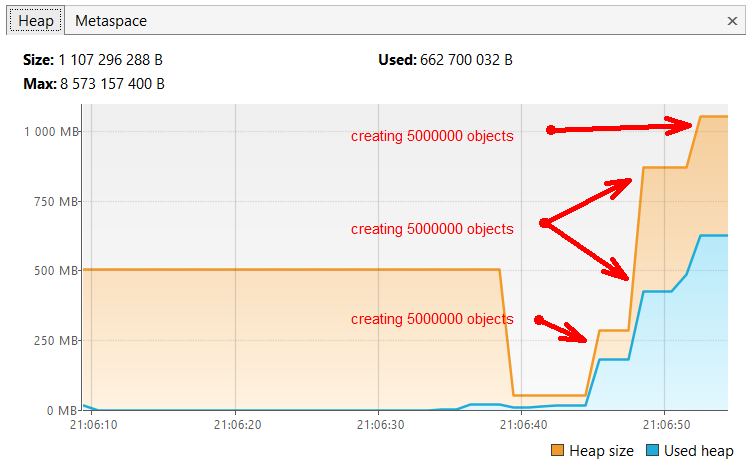 Heap Metaspace ×
Size: 1 107 296 288 B Used: 662 700 032 B
Max: 8 573 157 400 B
1 000 MB
creating 5000000 objects
750 MB
creating 5000000 objects
500 MB
creating 5000000 objects
250 MB
0 MB
21:06:10 21:06:20 21:06:30 21:06:40 21:06:50
Heap size Used heap